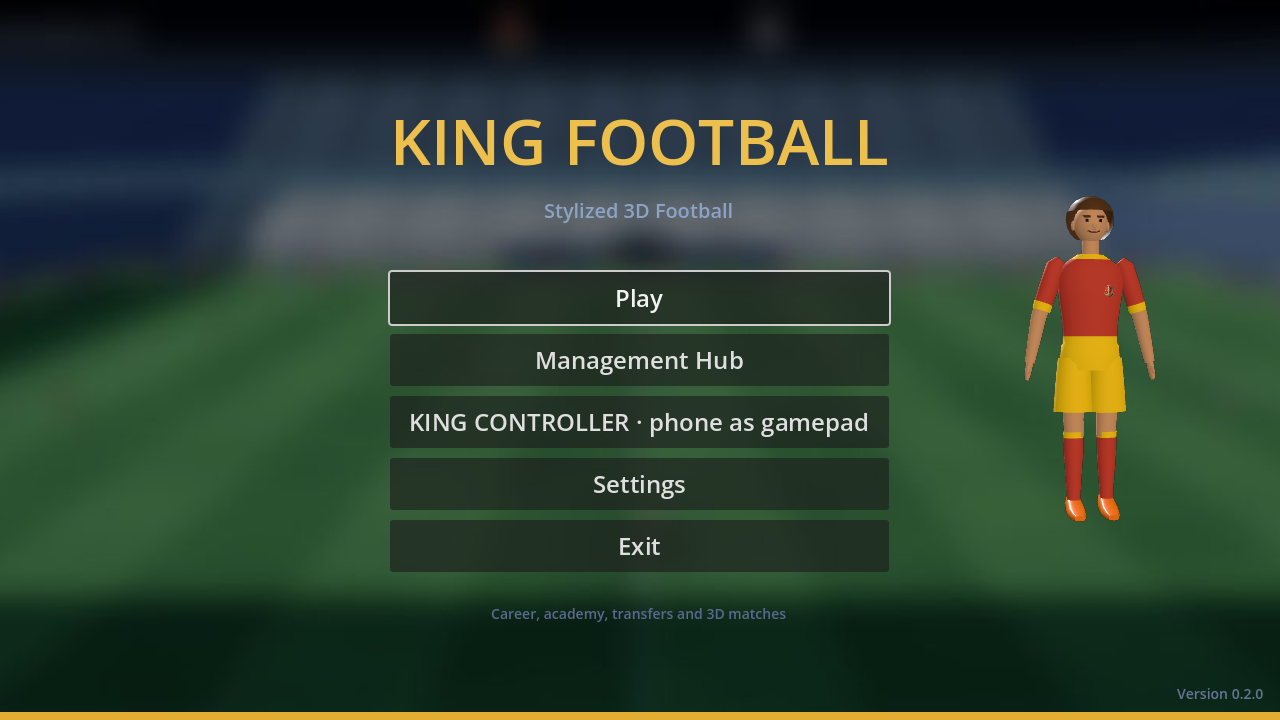 KING FOOTBALL
Stylized 3D Football
Play
Management Hub
KING CONTROLLER · phone as gamepad
Settings
Exit
Career, academy, transfers and 3D matches
Version 0.2.0